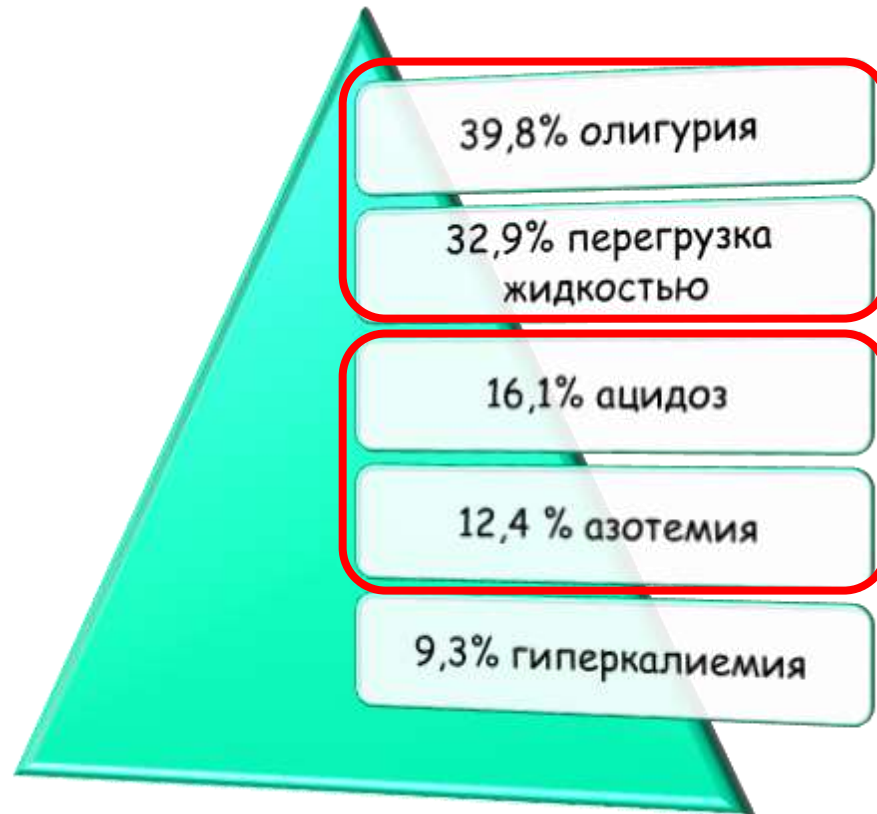 39,8% олигурия
32,9% перегрузка
жидкостью
16,1% ацидоз
12,4 % азотемия
9,3% гиперкалиемия